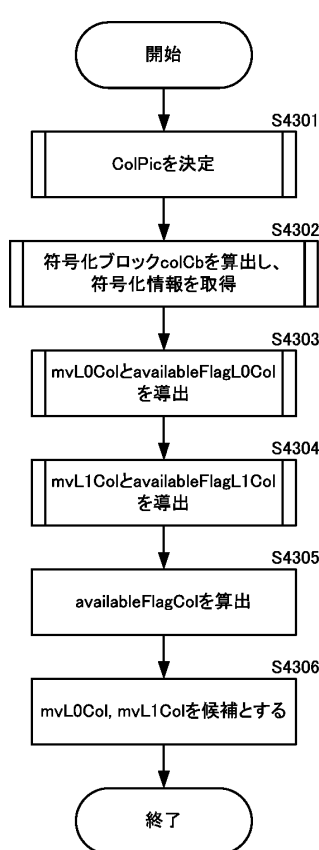 開始
S4301
ColPicを決定
S4302
符号化ブロックcolCbを算出し、
符号化情報を取得
S4303
mvL0ColとavailableFlagL0Col
を導出
S4304
mvL1ColとavailableFlagL1Col
を導出
S4305
availableFlagColを算出
S4306
mvL0Col, mvL1Colを候補とする
終了